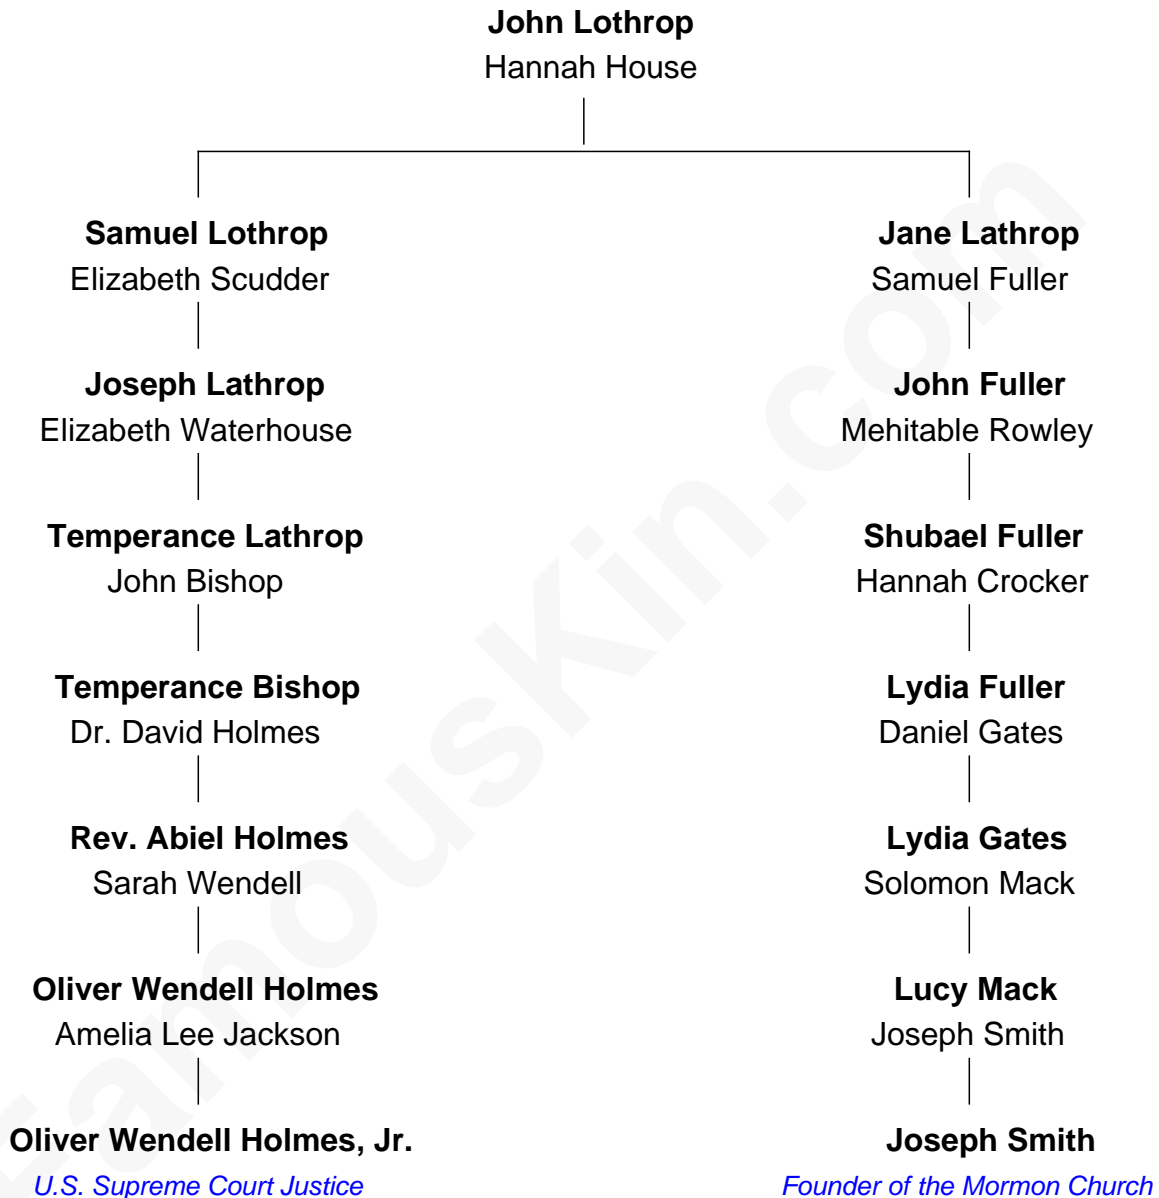 John Lothrop
Hannah House
Samuel Lothrop
Elizabeth Scudder
Joseph Lathrop
Elizabeth Waterhouse
Temperance Lathrop
John Bishop
Temperance Bishop
Dr. David Holmes
Rev. Abiel Holmes
Sarah Wendell
Oliver Wendell Holmes
Amelia Lee Jackson
Oliver Wendell Holmes, Jr.
U.S. Supreme Court Justice
Jane Lathrop
Samuel Fuller
John Fuller
Mehitable Rowley
Shubael Fuller
Hannah Crocker
Lydia Fuller
Daniel Gates
Lydia Gates
Solomon Mack
Lucy Mack
Joseph Smith
Joseph Smith
Founder of the Mormon Church
FamousKin.com